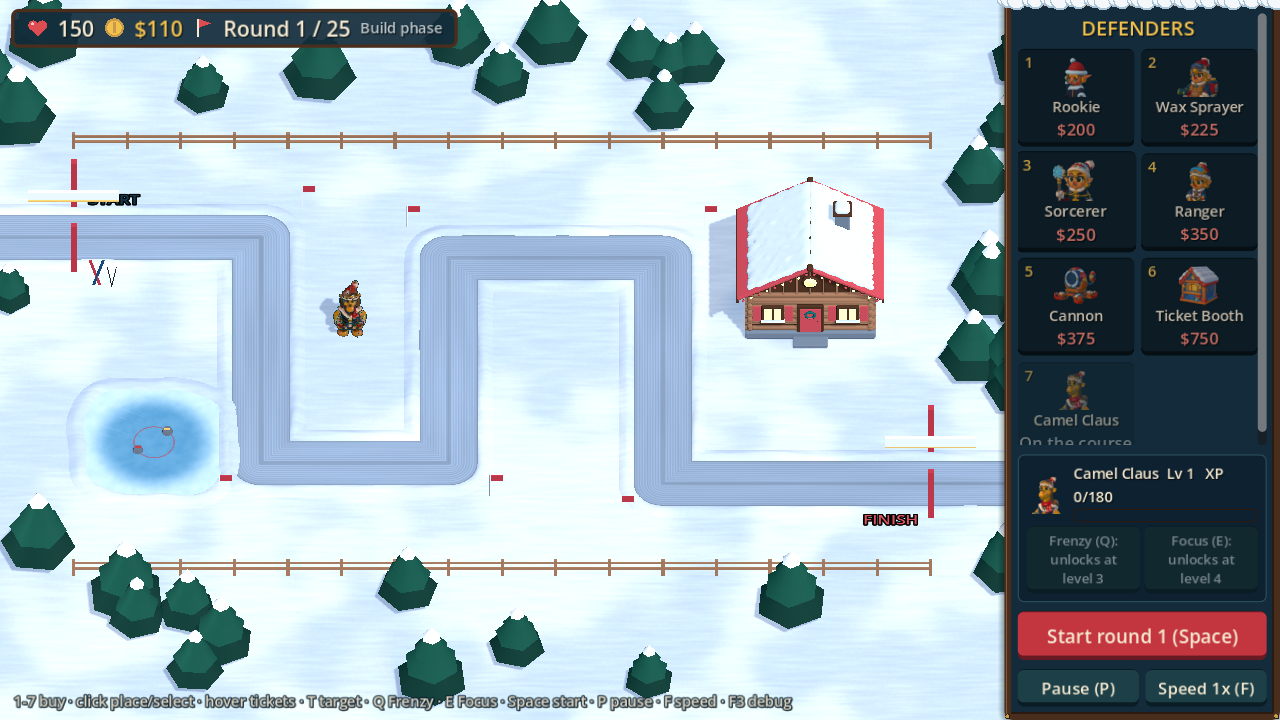 150 $110 Round 1 / 25 Build phase
START
FINISH
DEFENDERS
1
Rookie
$200
2
Wax Sprayer
$225
3
Sorcerer
$250
4
Ranger
$350
5
Cannon
$375
6
Ticket Booth
$750
7
Camel Claus
On the course
Camel Claus Lv 1 XP
0/180
Frenzy (Q):
unlocks at
level 3
Focus (E):
unlocks at
level 4
Start round 1 (Space)
Pause (P)
Speed 1x (F)
1-7 buy · click place/select · hover tickets · T target · Q Frenzy · E Focus · Space start · P pause · F speed · F3 debug